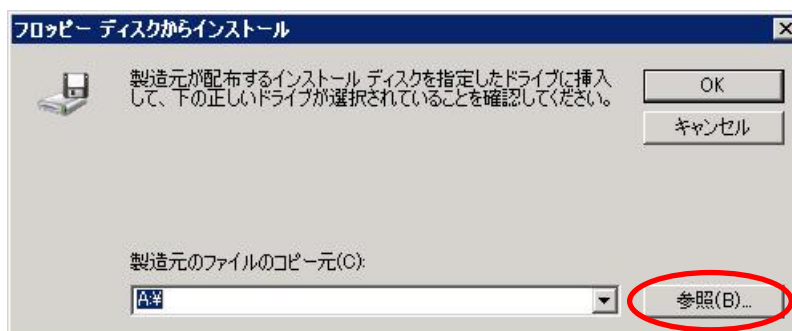 フロッピー ディスクからインストール
製造元が配布するインストール ディスクを指定したドライブに挿入
して、下の正しいドライブが選択されていることを確認してください。
OK
キャンセル
製造元のファイルのコピー元(C):
A:¥
参照(B)...